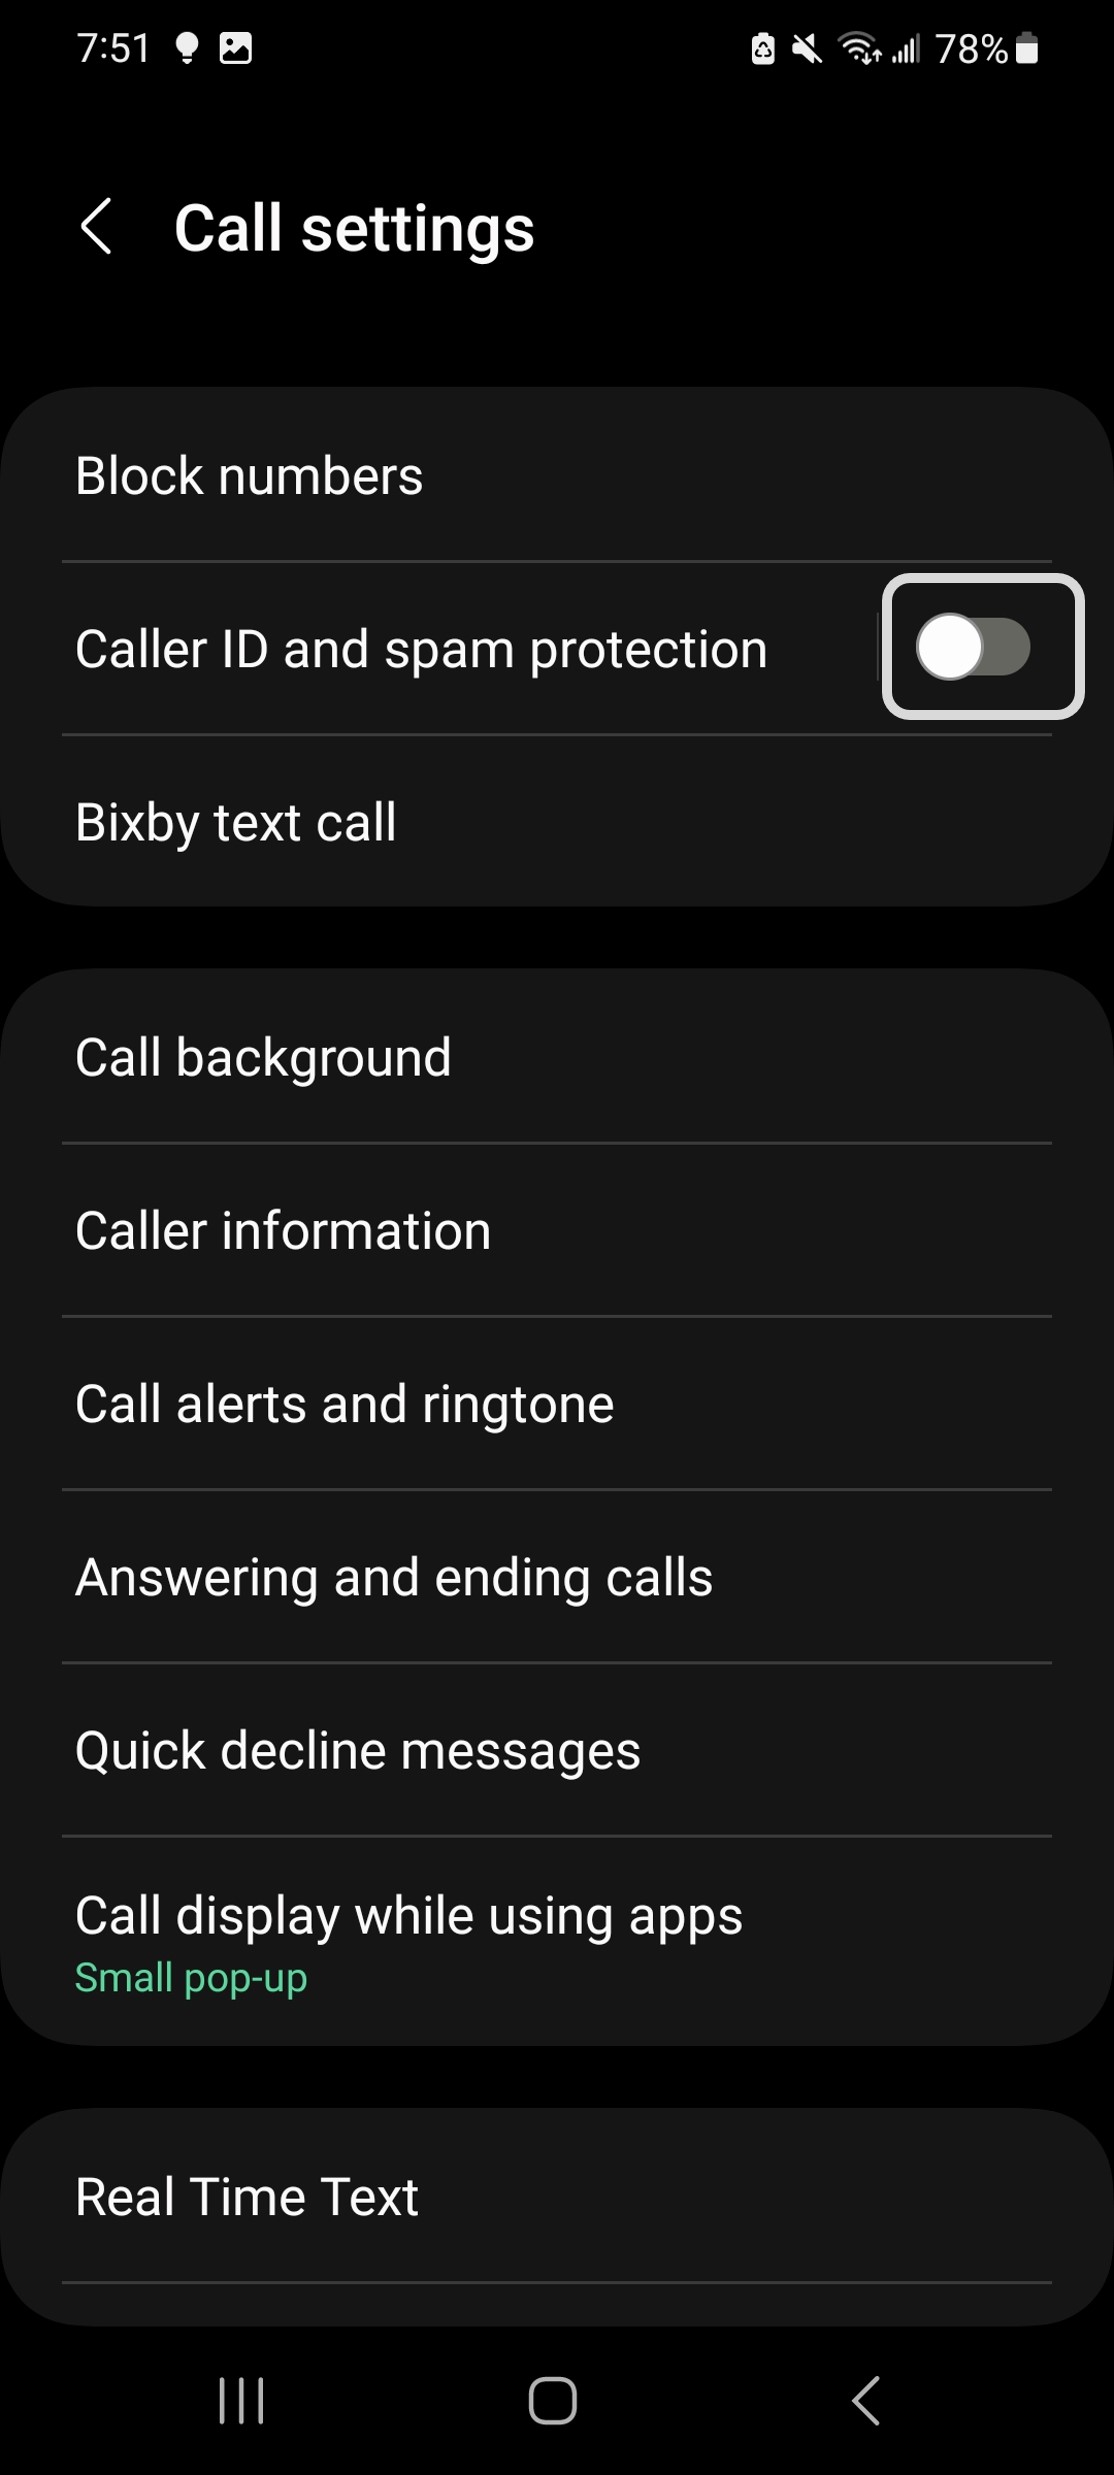 7:51 78%
Call settings
Block numbers
Caller ID and spam protection
Bixby text call
Call background
Caller information
Call alerts and ringtone
Answering and ending calls
Quick decline messages
Call display while using apps
Small pop-up
Real Time Text